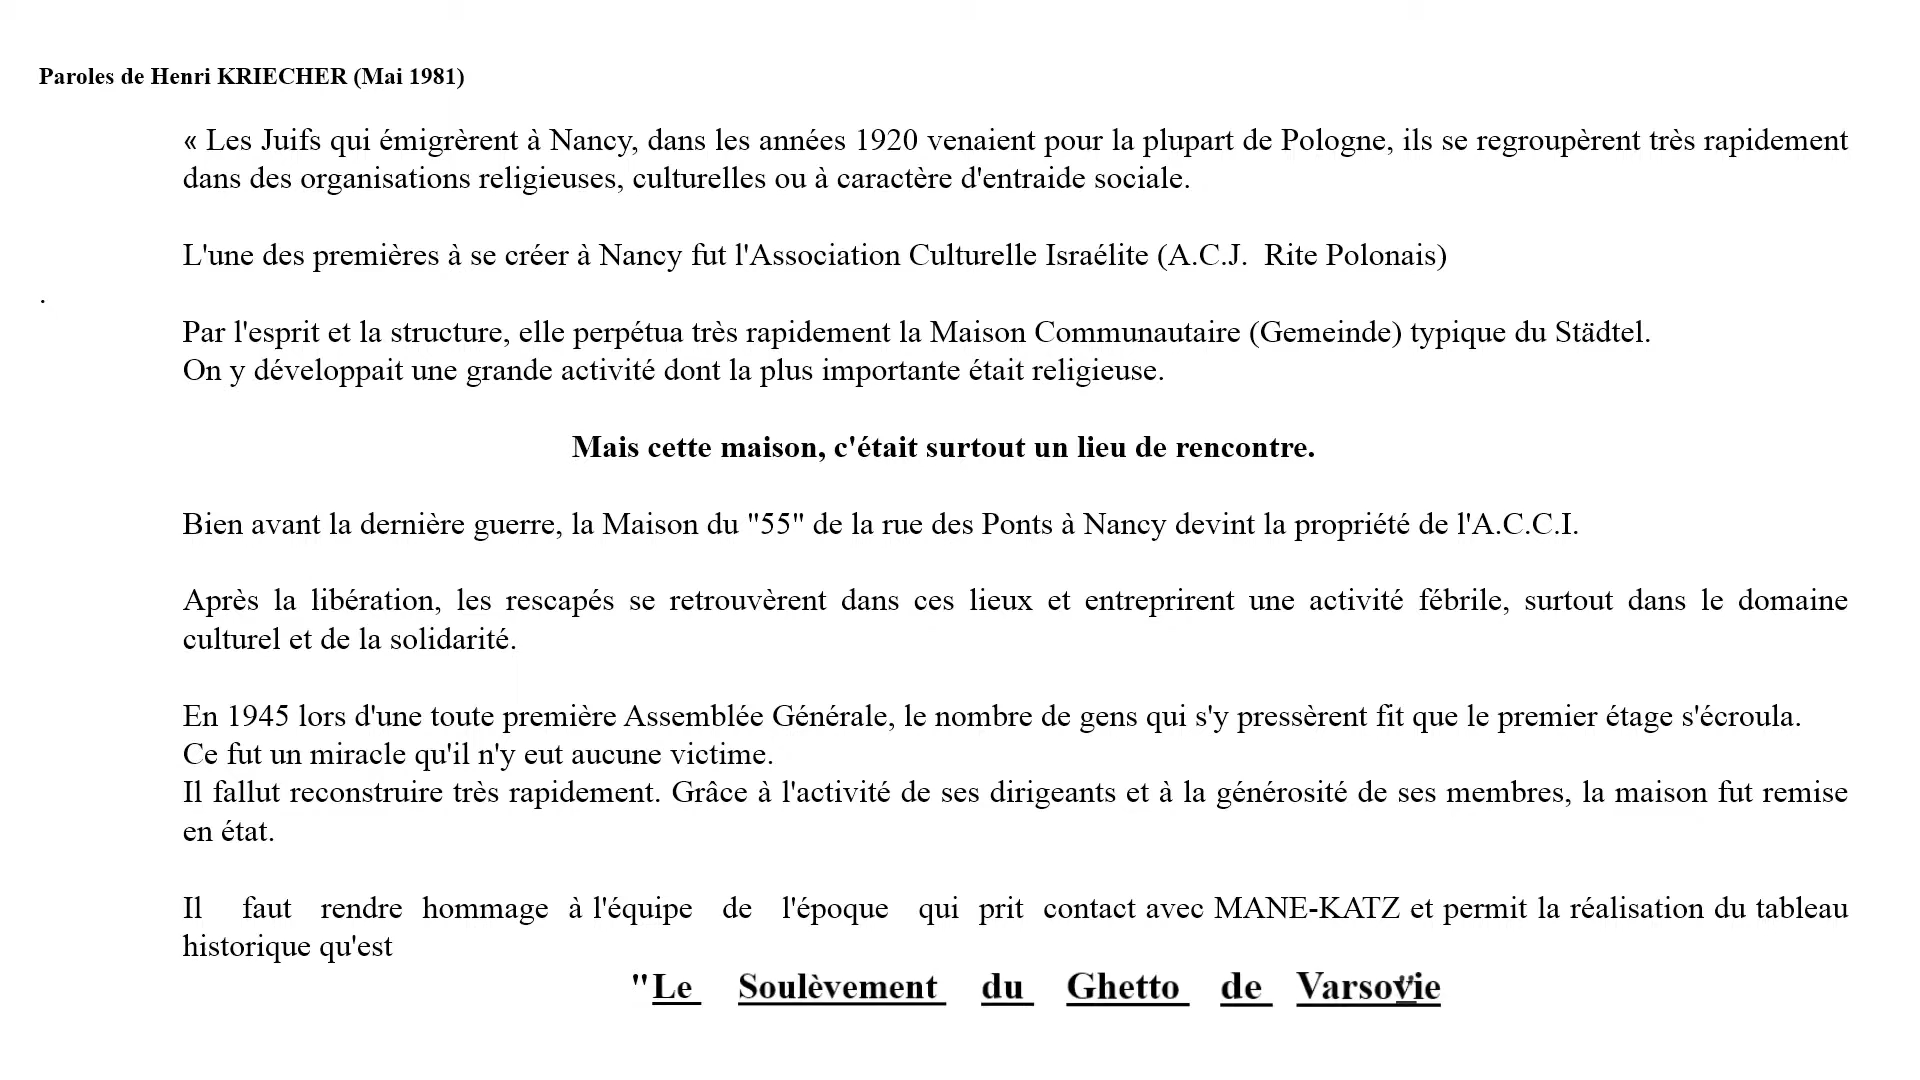 Paroles de Henri KRIECHER (Mai 1981)
« Les Juifs qui émigrèrent à Nancy, dans les années 1920 venaient pour la plupart de Pologne, ils se regroupèrent très rapidement
dans des organisations religieuses, culturelles ou à caractère d'entraide sociale.
L'une des premières à se créer à Nancy fut l'Association Culturelle Israélite (A.C.J. Rite Polonais)
.
Par l'esprit et la structure, elle perpétua très rapidement la Maison Communautaire (Gemeinde) typique du Städtel.
On y développait une grande activité dont la plus importante était religieuse.
Mais cette maison, c'était surtout un lieu de rencontre.
Bien avant la dernière guerre, la Maison du "55" de la rue des Ponts à Nancy devint la propriété de l'A.C.C.I.
Après la libération, les rescapés se retrouvèrent dans ces lieux et entreprirent une activité fébrile, surtout dans le domaine
culturel et de la solidarité.
En 1945 lors d'une toute première Assemblée Générale, le nombre de gens qui s'y pressèrent fit que le premier étage s'écroula.
Ce fut un miracle qu'il n'y eut aucune victime.
Il fallut reconstruire très rapidement. Grâce à l'activité de ses dirigeants et à la générosité de ses membres, la maison fut remise
en état.
Il faut rendre hommage à l'équipe de l'époque qui prit contact avec MANE-KATZ et permit la réalisation du tableau
historique qu'est
"Le Soulèvement du Ghetto de Varsovie"